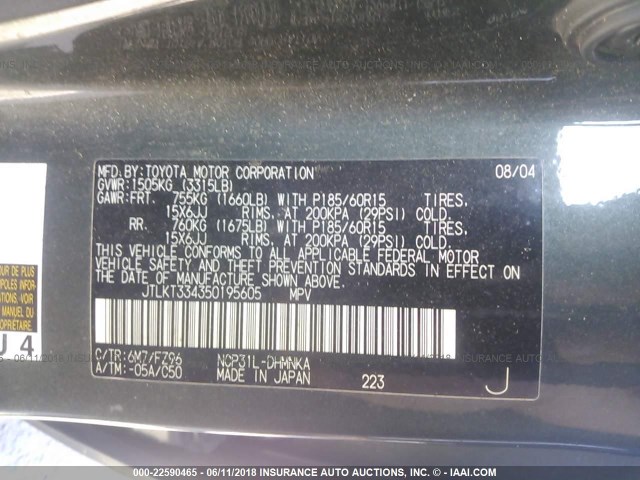 MFD.BY:TOYOTA MOTOR CORPORATION 08/04
GVWR:1505KG (3315LB)
GAWR:FRT. 755KG (1660LB) WITH P185/60R15 TIRES,
15X6JJ RIMS, AT 200KPA (29PSI) COLD.
RR. 760KG (1675LB) WITH P185/60R15 TIRES,
15X6JJ RIMS, AT 200KPA (29PSI) COLD.
THIS VEHICLE CONFORMS TO ALL APPLICABLE FEDERAL MOTOR
VEHICLE SAFETY AND THEFT PREVENTION STANDARDS IN EFFECT ON
THE DATE OF MANUFACTURE SHOWN ABOVE.
JTLKT334350195605 MPV
C/TR:6M7/FZ96 NCP31L-DHMNKA
A/TM:-05A/C50 MADE IN JAPAN 223 J
OUR DE PLUS
U 4
000-22590465 - 06/11/2018 - INSURANCE AUTO AUCTIONS, INC. - IAAI.COM